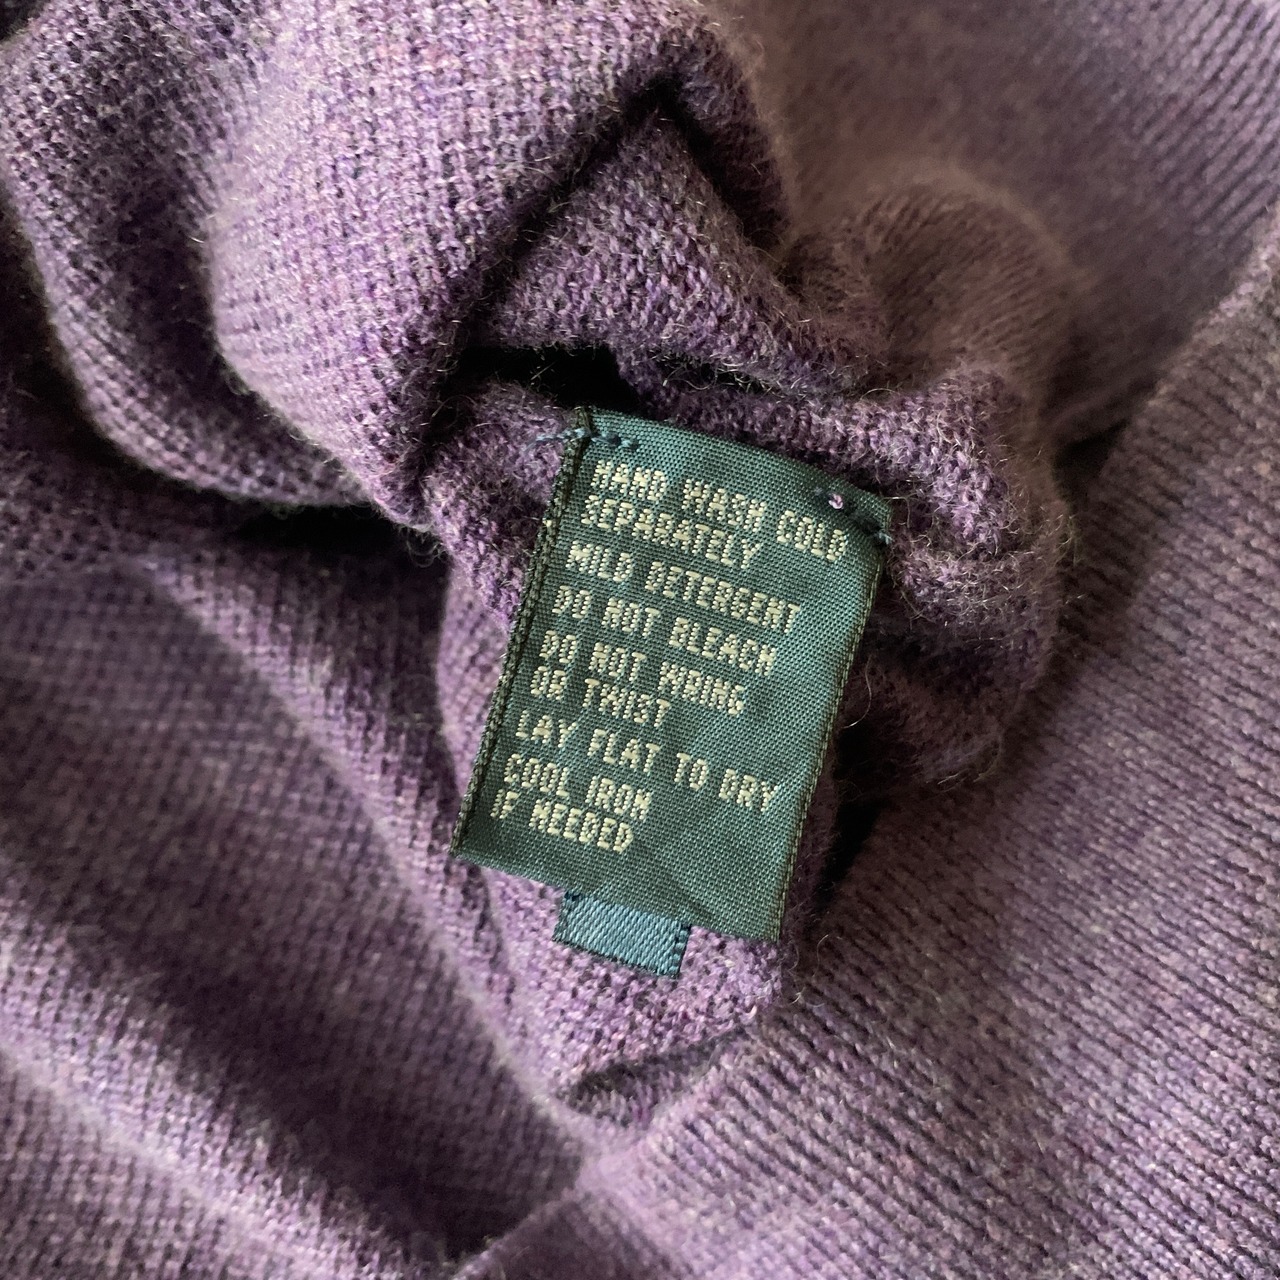 HAND WASH COLD
SEPARATELY
MILD DETERGENT
DO NOT BLEACH
DO NOT WRING
OR TWIST
LAY FLAT TO DRY
COOL IRON
IF NEEDED